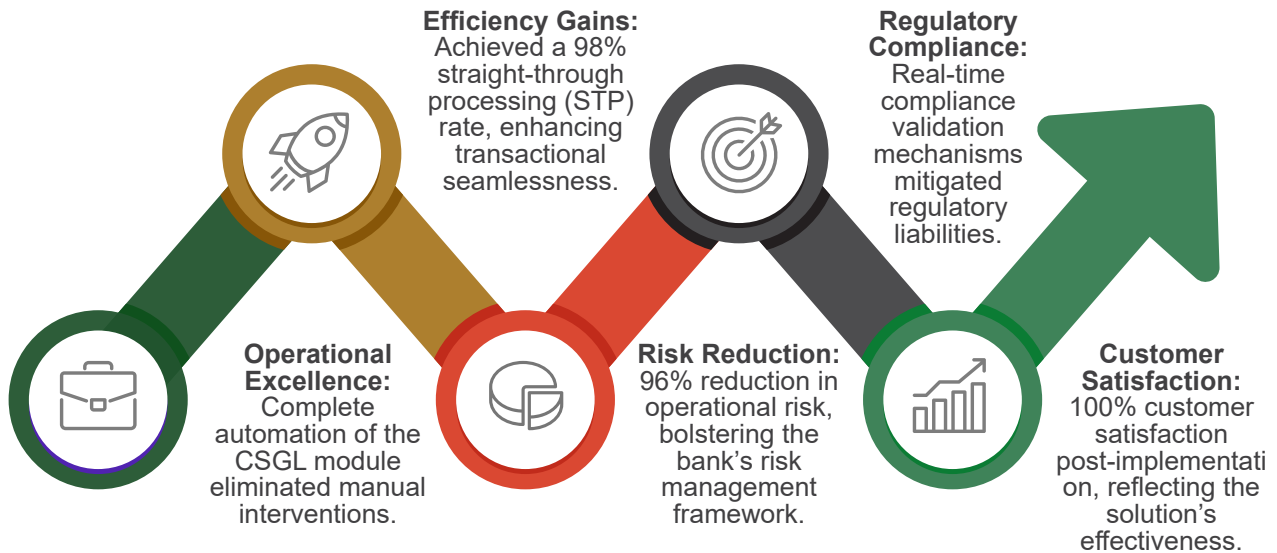 Operational
Excellence:
Complete
automation of the
CSGL module
eliminated manual
interventions.
Efficiency Gains:
Achieved a 98%
straight-through
processing (STP)
rate, enhancing
transactional
seamlessness.
Risk Reduction:
96% reduction in
operational risk,
bolstering the
bank’s risk
management
framework.
Regulatory
Compliance:
Real-time
compliance
validation
mechanisms
mitigated
regulatory
liabilities.
Customer
Satisfaction:
100% customer
satisfaction
post-implementati
on, reflecting the
solution’s
effectiveness.